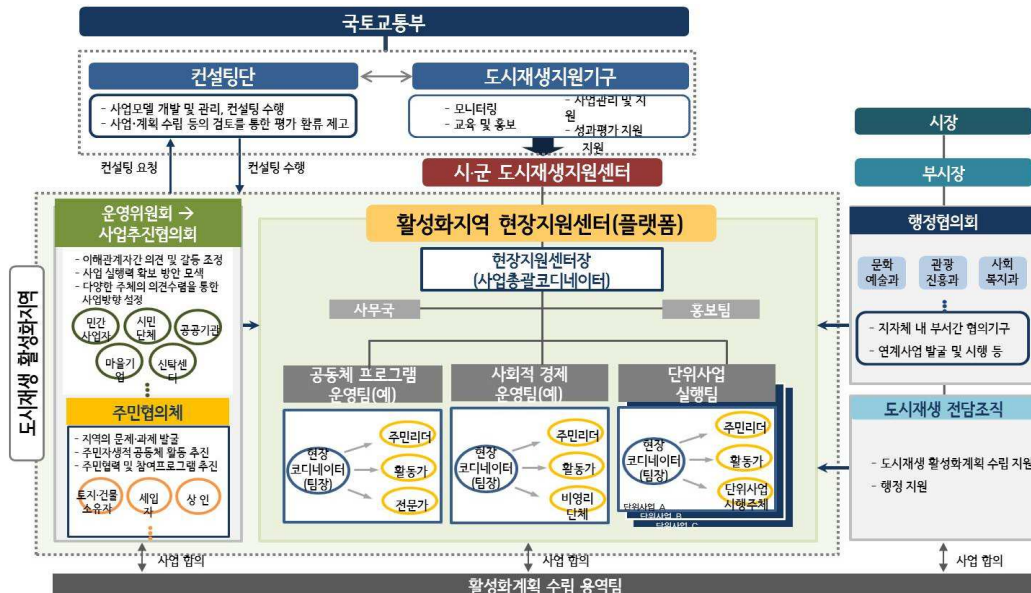 국토교통부
컨설팅단
- 사업모델 개발 및 관리, 컨설팅 수행
- 사업·계획 수립 등의 검토를 통한 평가 환류 제고
도시재생지원기구
- 모니터링
- 교육 및 홍보
- 사업관리 및 지
원
- 성과평가 지원
지원
컨설팅 요청
컨설팅 수행
시·군 도시재생지원센터
시장
부시장
도시재생 활성화지역
운영위원회 →
사업추진협의회
- 이해관계자간 의견 및 갈등 조정
- 사업 실행력 확보 방안 모색
- 다양한 주체의 의견수렴을 통한
사업방향 설정
민간
사업자
시민
단체
공공기관
마을기
업
신탁센
디
주민협의체
- 지역의 문제·과제 발굴
- 주민자생적 공동체 활동 추진
- 주민협력 및 참여프로그램 추진
토지·건물
소유자
세입
자
상 인
활성화지역 현장지원센터(플랫폼)
현장지원센터장
(사업총괄코디네이터)
사무국
홍보팀
공동체 프로그램
운영팀(예)
현장
코디네이터
(팀장)
주민리더
활동가
전문가
사회적 경제
운영팀(예)
현장
코디네이터
(팀장)
주민리더
활동가
비영리
단체
단위사업
실행팀
현장
코디네이터
(팀장)
주민리더
활동가
단위사업
시행주체
단위사업 A
단위사업 B
단위사업 C
행정협의회
문화
예술과
관광
진흥과
사회
복지과
- 지자체 내 부서간 협의기구
- 연계사업 발굴 및 시행 등
도시재생 전담조직
- 도시재생 활성화계획 수립 지원
- 행정 지원
사업 합의
사업 합의
사업 합의
활성화계획 수립 용역팀